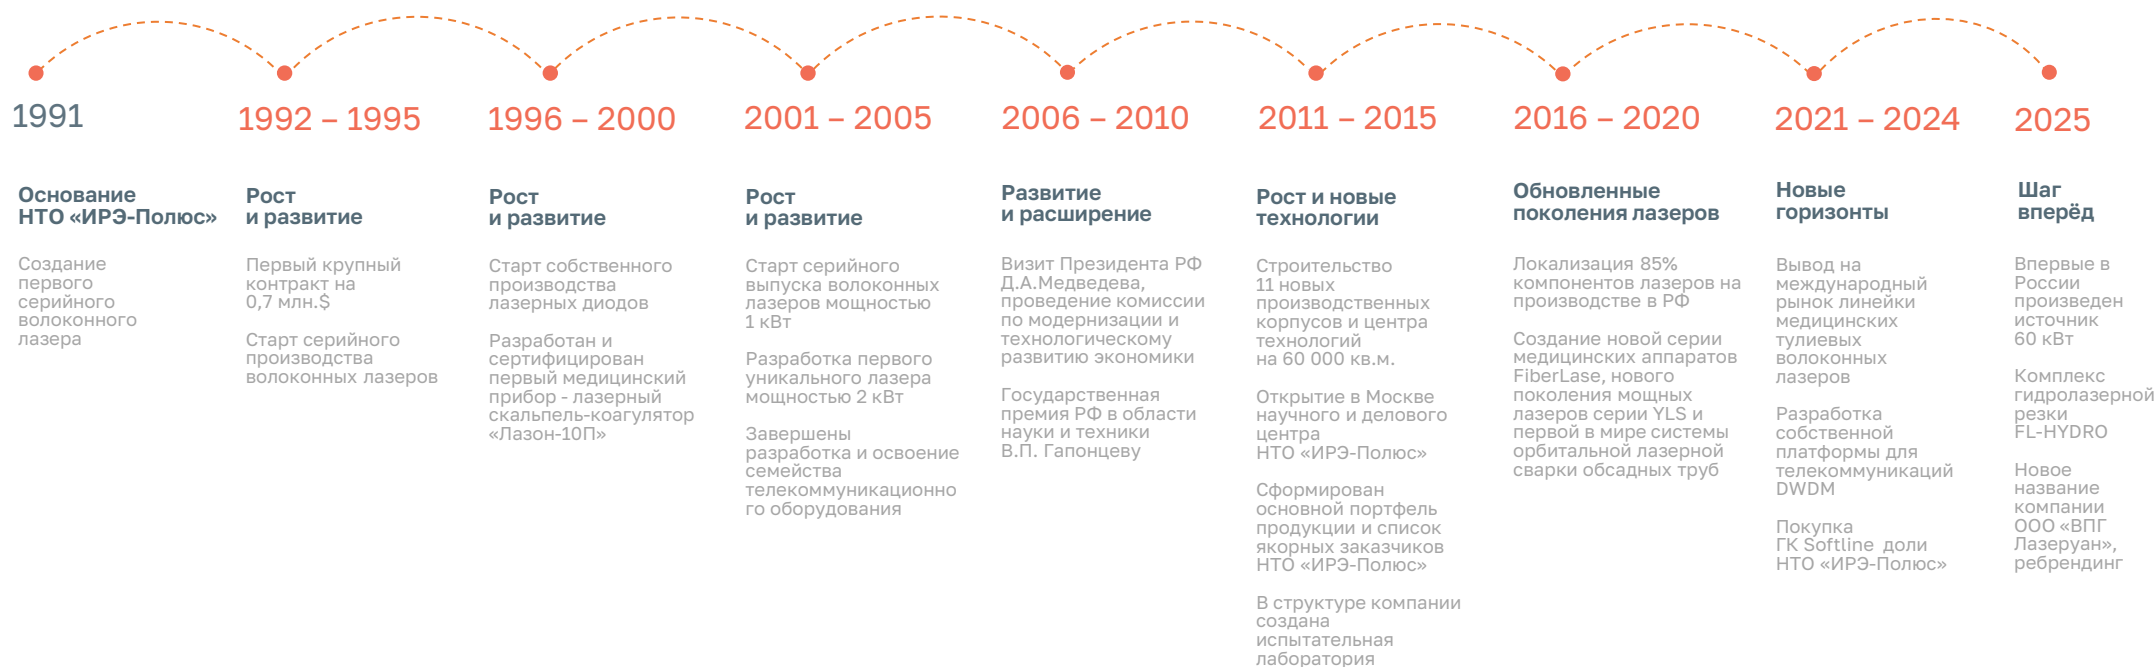 1991
Основание
НТО «ИРЭ-Полюс»
Создание
первого
серийного
волоконного
лазера
1992 – 1995
Рост
и развитие
Первый крупный
контракт на
0,7 млн.$
Старт серийного
производства
волоконных лазеров
1996 – 2000
Рост
и развитие
Старт собственного
производства
лазерных диодов
Разработан и
сертифицирован
первый медицинский
прибор - лазерный
скальпель-коагулятор
«Лазон-10П»
2001 – 2005
Рост
и развитие
Старт серийного
выпуска волоконных
лазеров мощностью
1 кВт
Разработка первого
уникального лазера
мощностью 2 кВт
Завершены
разработка и освоение
семейства
телекоммуникационно
го оборудования
2006 – 2010
Развитие
и расширение
Визит Президента РФ
Д.А.Медведева,
проведение комиссии
по модернизации и
технологическому
развитию экономики
Государственная
премия РФ в области
науки и техники
В.П. Гапонцеву
2011 – 2015
Рост и новые
технологии
Строительство
11 новых
производственных
корпусов и центра
технологий
на 60 000 кв.м.
Открытие в Москве
научного и делового
центра
НТО «ИРЭ-Полюс»
Сформирован
основной портфель
продукции и список
якорных заказчиков
НТО «ИРЭ-Полюс»
В структуре компании
создана
испытательная
лаборатория
2016 – 2020
Обновленные
поколения лазеров
Локализация 85%
компонентов лазеров на
производстве в РФ
Создание новой серии
медицинских аппаратов
FiberLase, нового
поколения мощных
лазеров серии YLS и
первой в мире системы
орбитальной лазерной
сварки обсадных труб
2021 – 2024
Новые
горизонты
Вывод на
международный
рынок линейки
медицинских
тулиевых
волоконных
лазеров
Разработка
собственной
платформы для
телекоммуникаций
DWDM
Покупка
ГК Softline доли
НТО «ИРЭ-Полюс»
2025
Шаг
вперёд
Впервые в
России
произведен
источник
60 кВт
Комплекс
гидролазерной
резки
FL-HYDRO
Новое
название
компании
ООО «ВПГ
Лазеруан»,
ребрендинг